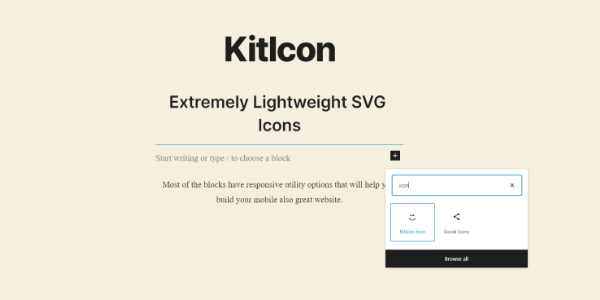 KitIcon
Extremely Lightweight SVG
Icons
Start writing or type / to choose a block
Most of the blocks have responsive utility options that will help y
build your mobile also great website.
icon
KitIcon Icon
Social Icons
Browse all